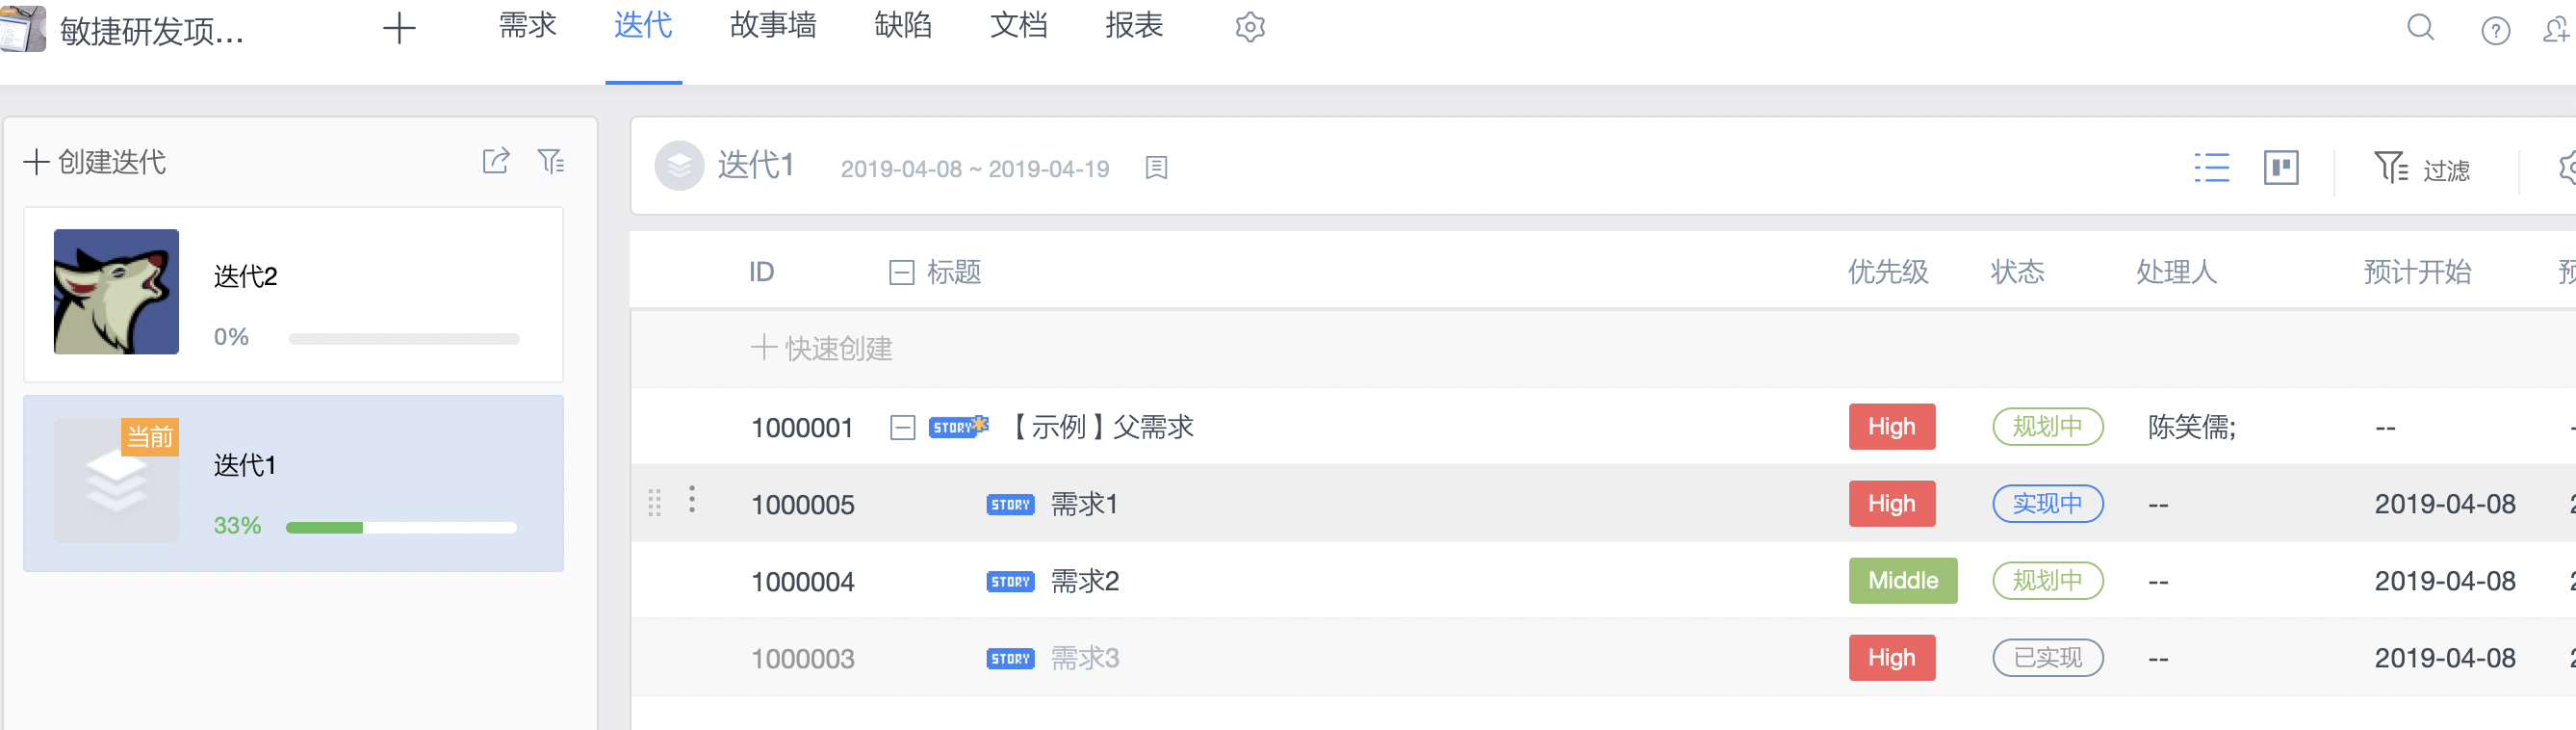 敏捷研发项...
需求 迭代 故事墙 缺陷 文档 报表
创建迭代
迭代2
0%
当前
迭代1
33%
迭代1 2019-04-08 ~ 2019-04-19
过滤
ID 标题 优先级 状态 处理人 预计开始
快速创建
1000001 STORY 【示例】父需求 High 规划中 陈笑儒; --
1000005 STORY 需求1 High 实现中 -- 2019-04-08
1000004 STORY 需求2 Middle 规划中 -- 2019-04-08
1000003 STORY 需求3 High 已实现 -- 2019-04-08